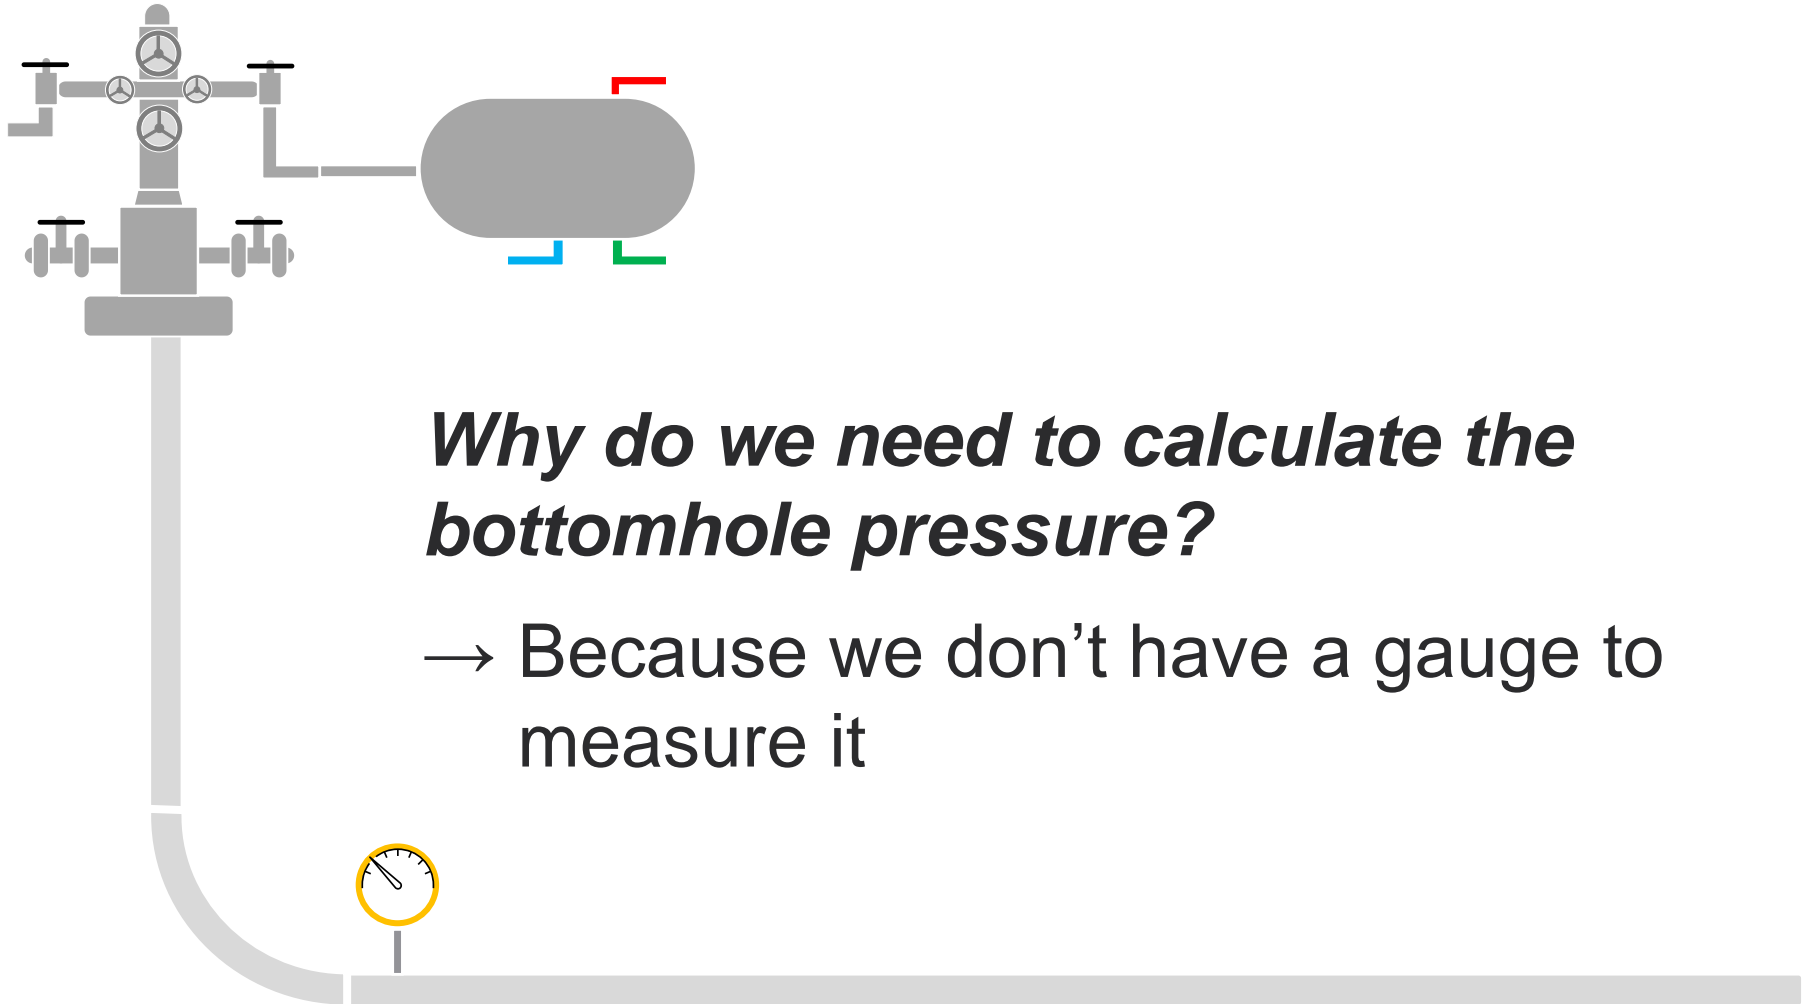 Why do we need to calculate the
bottomhole pressure?
→ Because we don’t have a gauge to
measure it